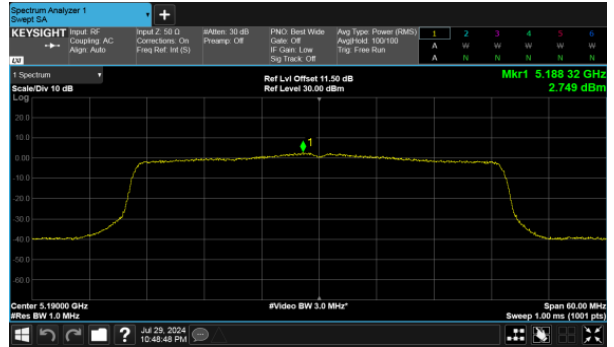 Spectrum Analyzer 1
Swept SA
+
KEYSIGHT Input: RF Input Z: 50 Ω #Atten: 30 dB PNO: Best Wide Avg Type: Power (RMS) 1 2 3 4 5 6
Coupling: AC Corrections: On Preamp: Off Gate: Off Avg|Hold: 100/100 A W W W W W
Align: Auto Freq Ref: Int (S) IF Gain: Low Trig: Free Run
Sig Track: Off A N N N N N
1 Spectrum Ref Lvl Offset 11.50 dB Mkr1 5.188 32 GHz
Scale/Div 10 dB Ref Level 30.00 dBm 2.749 dBm
Log
20.0
10.0
1
0.00
-10.0
-20.0
-30.0
-40.0
-50.0
-60.0
Center 5.19000 GHz #Video BW 3.0 MHz* Span 60.00 MHz
#Res BW 1.0 MHz Sweep 1.00 ms (1001 pts)
? Jul 29, 2024
10:48:48 PM